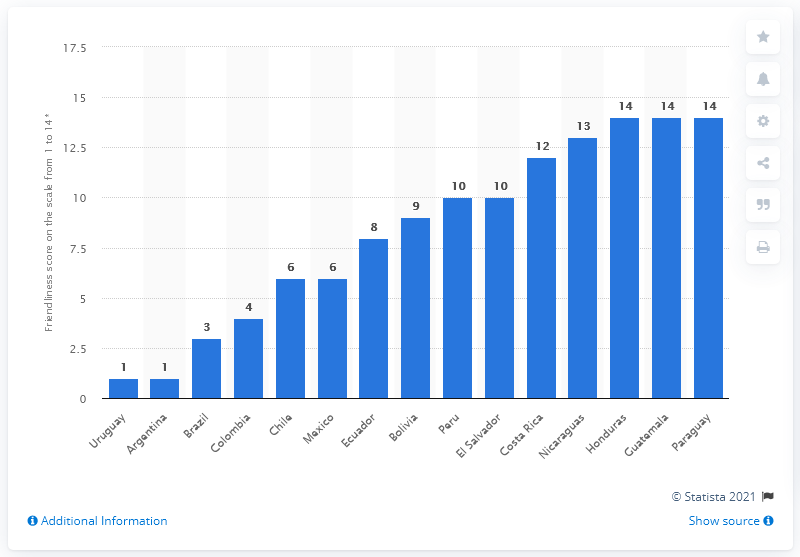 17.5
15
12.5
10
7.5
5
2.5
0
Friendliness score on the scale from 1 to 14 *
1
1
3
4
6
6
8
9
10
10
12
13
14
14
14
Uruguay
Argentina
Brazil
Colombia
Chile
Mexico
Ecuador
Bolivia
Peru
El Salvador
Costa Rica
Nicaraguas
Honduras
Guatemala
Paraguay
© Statista 2021
Additional Information
Show source